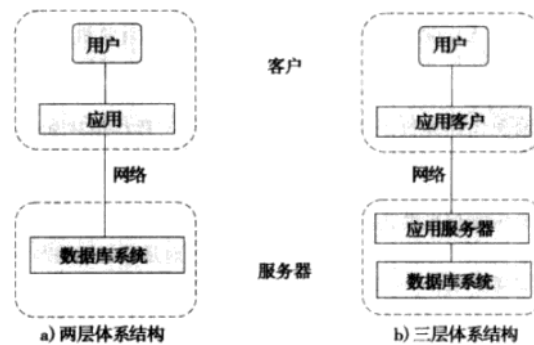 用户
应用
网络
数据库系统
a) 两层体系结构
客户
服务器
用户
应用客户
网络
应用服务器
数据库系统
b) 三层体系结构